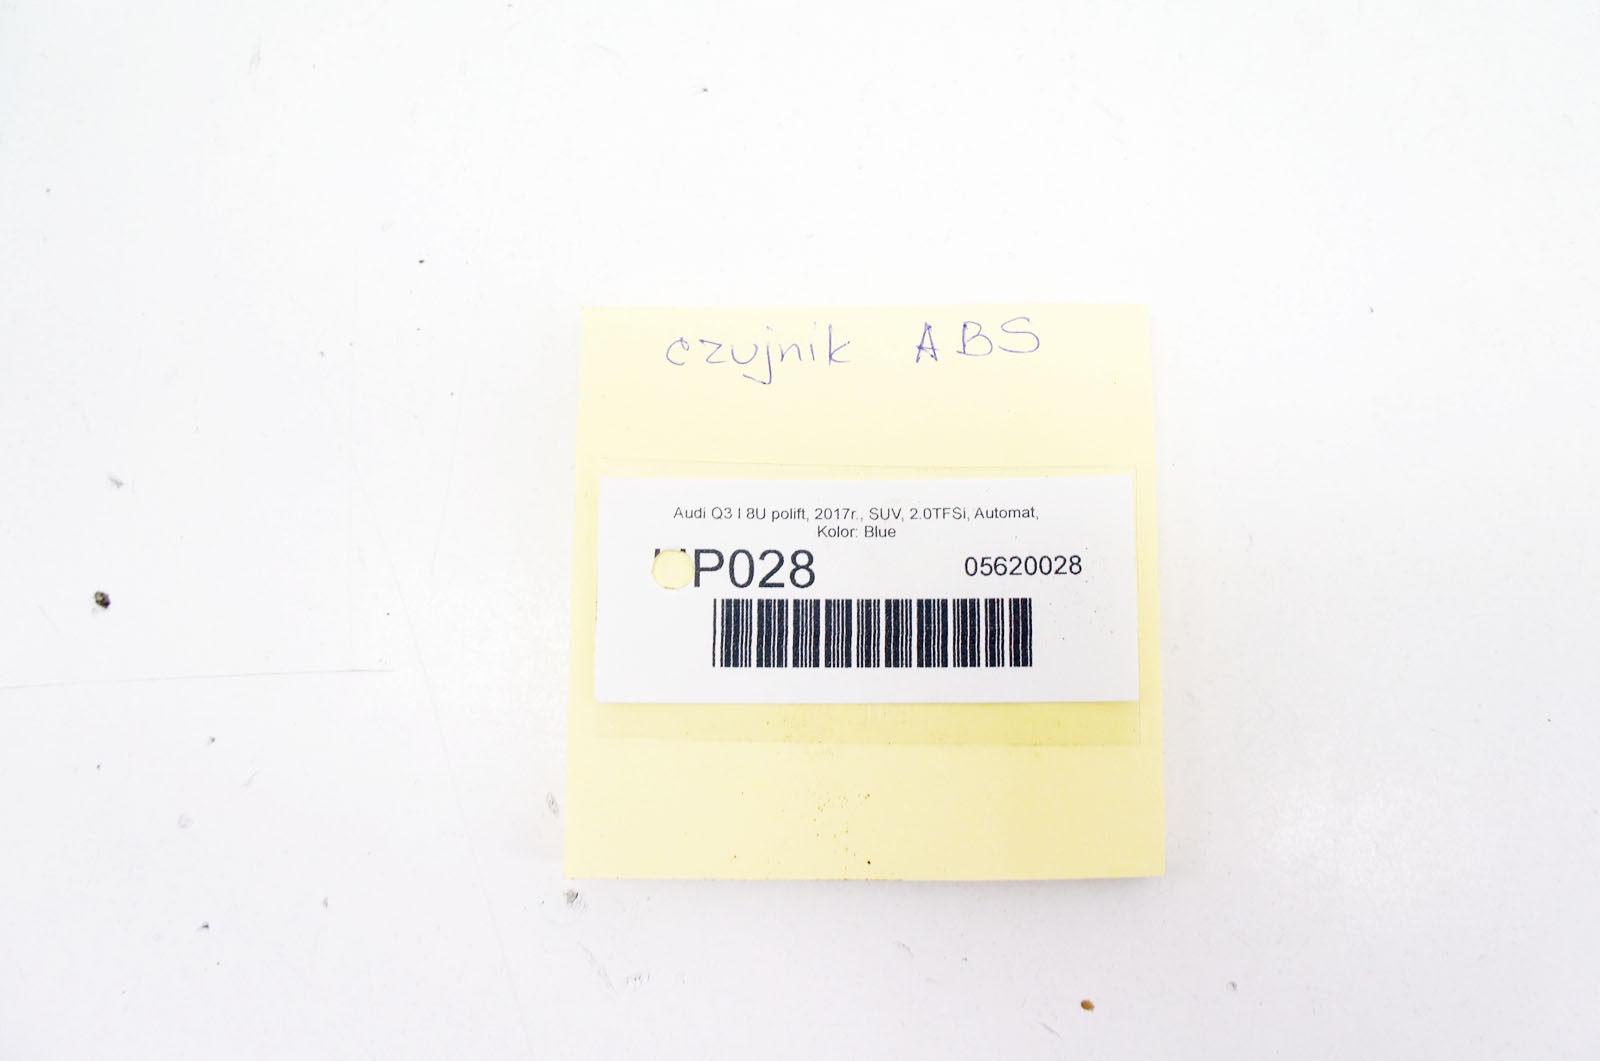 czujnik ABS
Audi Q3 I 8U polift, 2017r., SUV, 2.0TFSi, Automat,
Kolor: Blue
P028 05620028